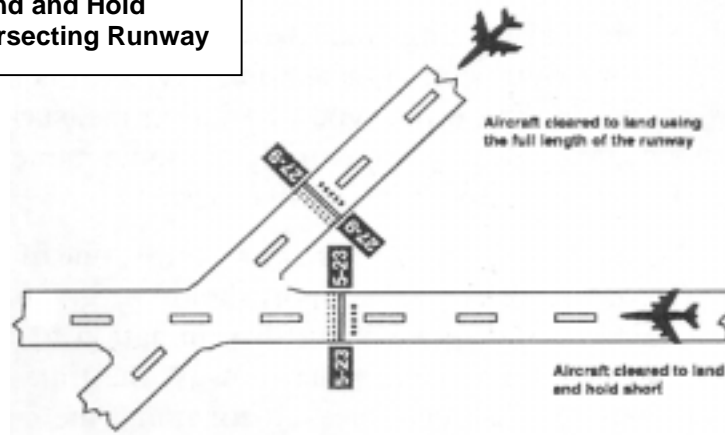 nd and Hold
ersecting Runway
Aircraft cleared to land using
the full length of the runway
27-9
27-9
5-23
5-23
Aircraft cleared to land
and hold short